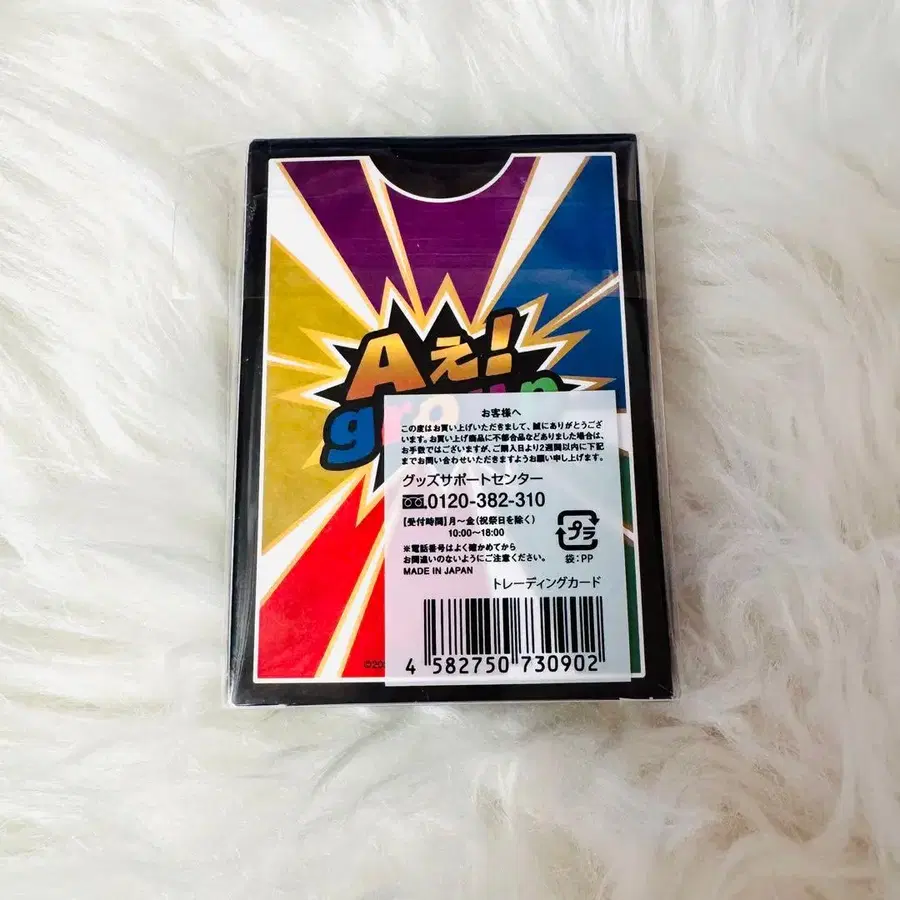 Aぇ!
group
お客様へ
この度はお買い上げいただきまして、誠にありがとうござ
います。お買い上げ商品に不都合品などありました場合は、
お手数ではございますが、ご購入日より2週間以内に下記
までお問い合わせいただきますようお願い申し上げます。
グッズサポートセンター
0120-382-310
【受付時間】月～金(祝祭日を除く)
10:00～18:00
※電話番号はよく確かめてから
お間違いのないようにご注意ください。
MADE IN JAPAN
プラ
袋:PP
トレーディングカード
4 582750 730902